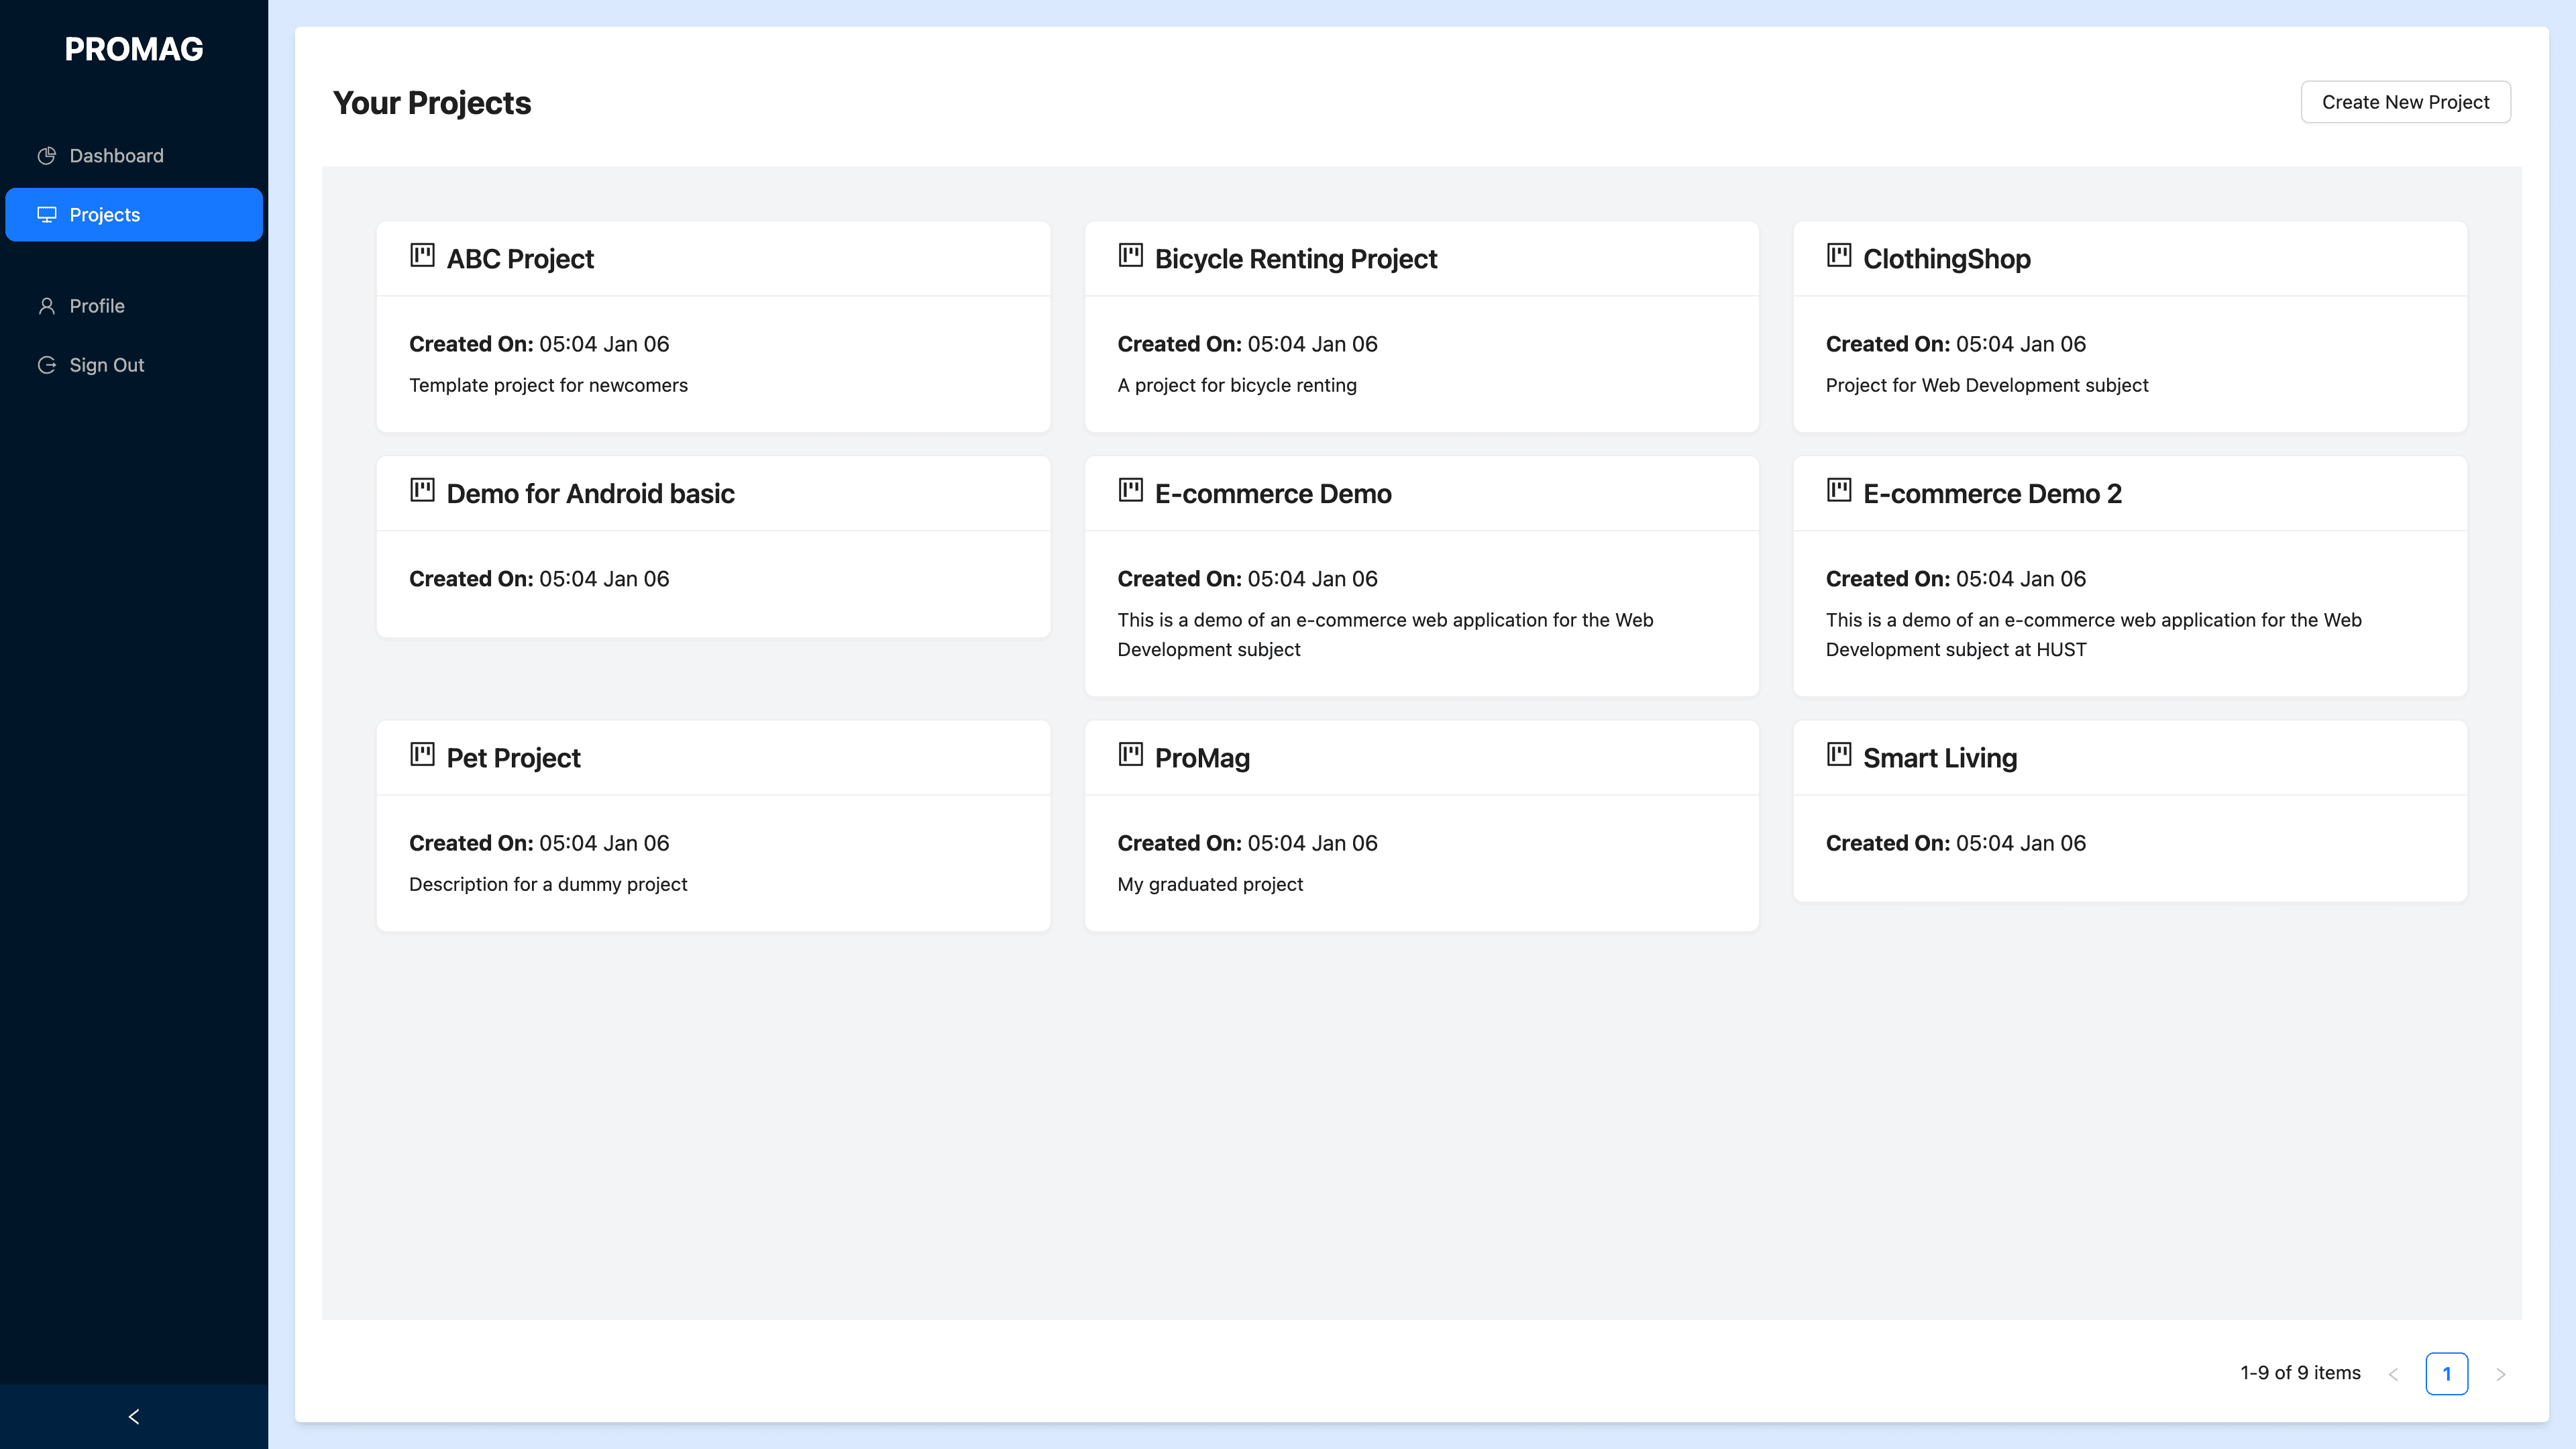 PROMAG
Dashboard
Projects
Profile
Sign Out
Your Projects
Create New Project
ABC Project
Created On: 05:04 Jan 06
Template project for newcomers
Bicycle Renting Project
Created On: 05:04 Jan 06
A project for bicycle renting
ClothingShop
Created On: 05:04 Jan 06
Project for Web Development subject
Demo for Android basic
Created On: 05:04 Jan 06
E-commerce Demo
Created On: 05:04 Jan 06
This is a demo of an e-commerce web application for the Web
Development subject
E-commerce Demo 2
Created On: 05:04 Jan 06
This is a demo of an e-commerce web application for the Web
Development subject at HUST
Pet Project
Created On: 05:04 Jan 06
Description for a dummy project
ProMag
Created On: 05:04 Jan 06
My graduated project
Smart Living
Created On: 05:04 Jan 06
1-9 of 9 items
1